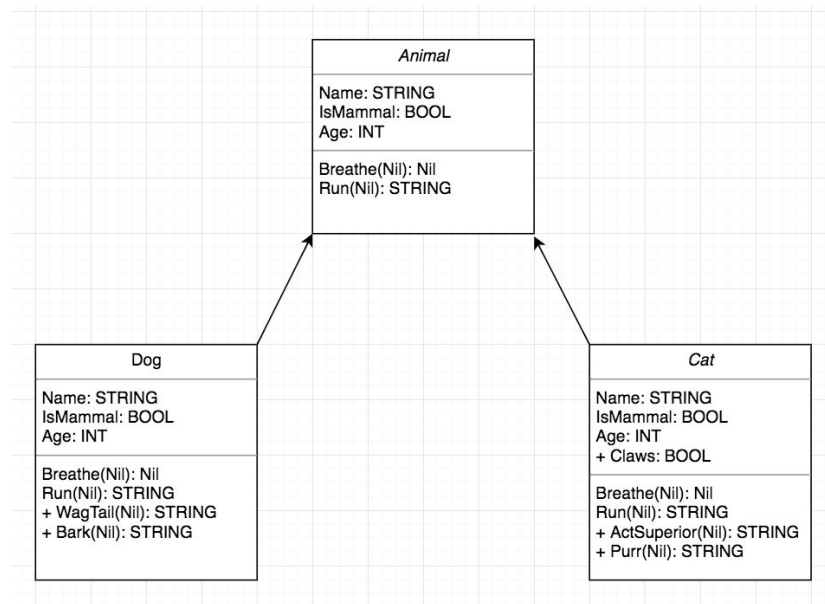 Animal
Name: STRING
IsMammal: BOOL
Age: INT
Breathe(Nil): Nil
Run(Nil): STRING
Dog
Name: STRING
IsMammal: BOOL
Age: INT
Breathe(Nil): Nil
Run(Nil): STRING
+ WagTail(Nil): STRING
+ Bark(Nil): STRING
Cat
Name: STRING
IsMammal: BOOL
Age: INT
+ Claws: BOOL
Breathe(Nil): Nil
Run(Nil): STRING
+ ActSuperior(Nil): STRING
+ Purr(Nil): STRING